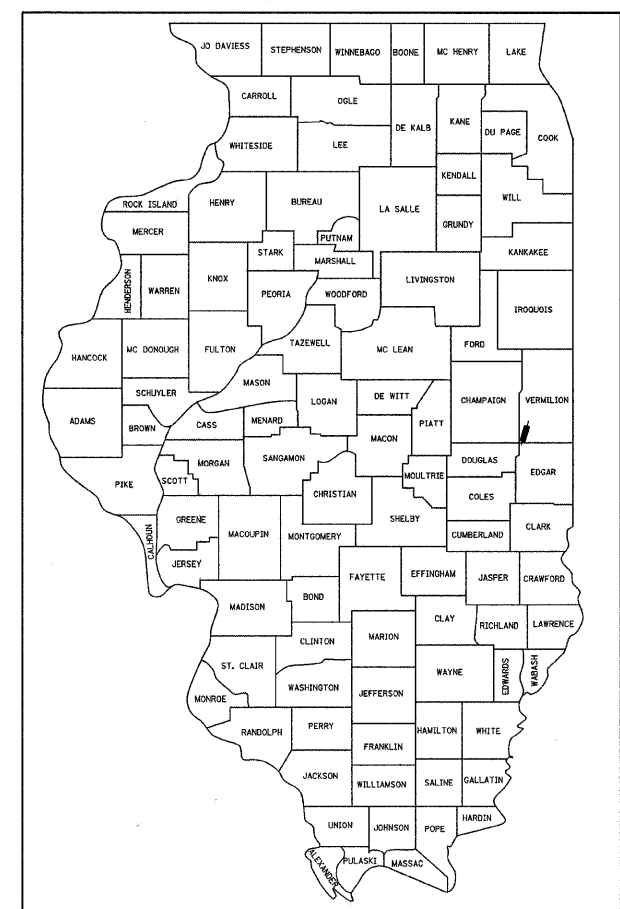 JO DAVIESS
STEPHENSON
WINNEBAGO
BOONE
MC HENRY
LAKE
CARROLL
OGLE
DE KALB
KANE
DU PAGE
COOK
WHITESIDE
LEE
KENDALL
ROCK ISLAND
HENRY
BUREAU
LA SALLE
GRUNDY
WILL
MERCER
PUTNAM
STARK
MARSHALL
KANKAKEE
HENDERSON
WARREN
KNOX
PEORIA
WOODFORD
LIVINGSTON
IROQUOIS
HANCOCK
MC DONOUGH
FULTON
TAZEWELL
MC LEAN
FORD
MASON
SCHUYLER
LOGAN
DE WITT
CHAMPAIGN
VERMILION
ADAMS
BROWN
CASS
MENARD
MACON
PIATT
PIKE
SCOTT
MORGAN
SANGAMON
CHRISTIAN
MOULTRIE
DOUGLAS
EDGAR
COLES
GREENE
MACOUPIN
MONTGOMERY
SHELBY
CUMBERLAND
CLARK
CALHOUN
JERSEY
FAYETTE
EFFINGHAM
JASPER
CRAWFORD
MADISON
BOND
CLAY
RICHLAND
LAWRENCE
CLINTON
MARION
ST. CLAIR
WAYNE
EDWARDS
WABASH
WASHINGTON
JEFFERSON
MONROE
RANDOLPH
PERRY
HAMILTON
WHITE
FRANKLIN
JACKSON
WILLIAMSON
SALINE
GALLATIN
UNION
JOHNSON
POPE
HARDIN
ALEXANDER
PULASKI
MASSAC